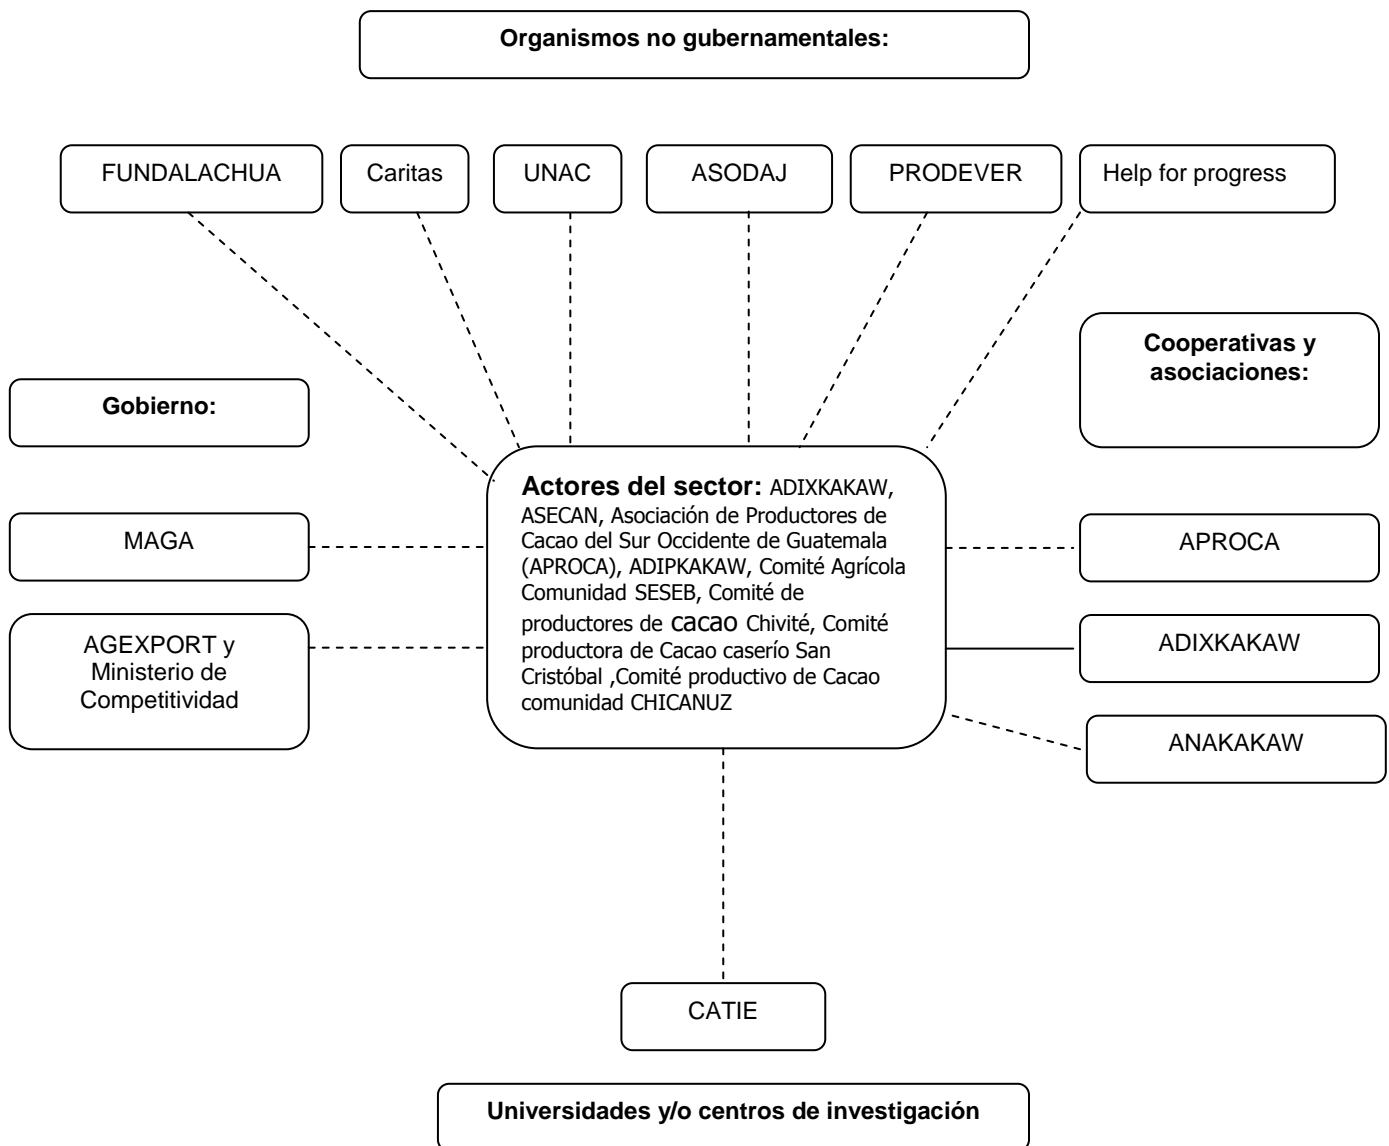 Organismos no gubernamentales:
FUNDALACHUA
Caritas
UNAC
ASODAJ
PRODEVER
Help for progress
Cooperativas y
asociaciones:
Gobierno:
Actores del sector: ADIXKAKAW,
ASECAN, Asociación de Productores de
Cacao del Sur Occidente de Guatemala
(APROCA), ADIPKAKAW, Comité Agrícola
Comunidad SESEB, Comité de
productores de cacao Chivité, Comité
productora de Cacao caserío San
Cristóbal ,Comité productivo de Cacao
comunidad CHICANUZ
MAGA
AGEXPORT y
Ministerio de
Competitividad
APROCA
ADIXKAKAW
ANAKAKAW
CATIE
Universidades y/o centros de investigación